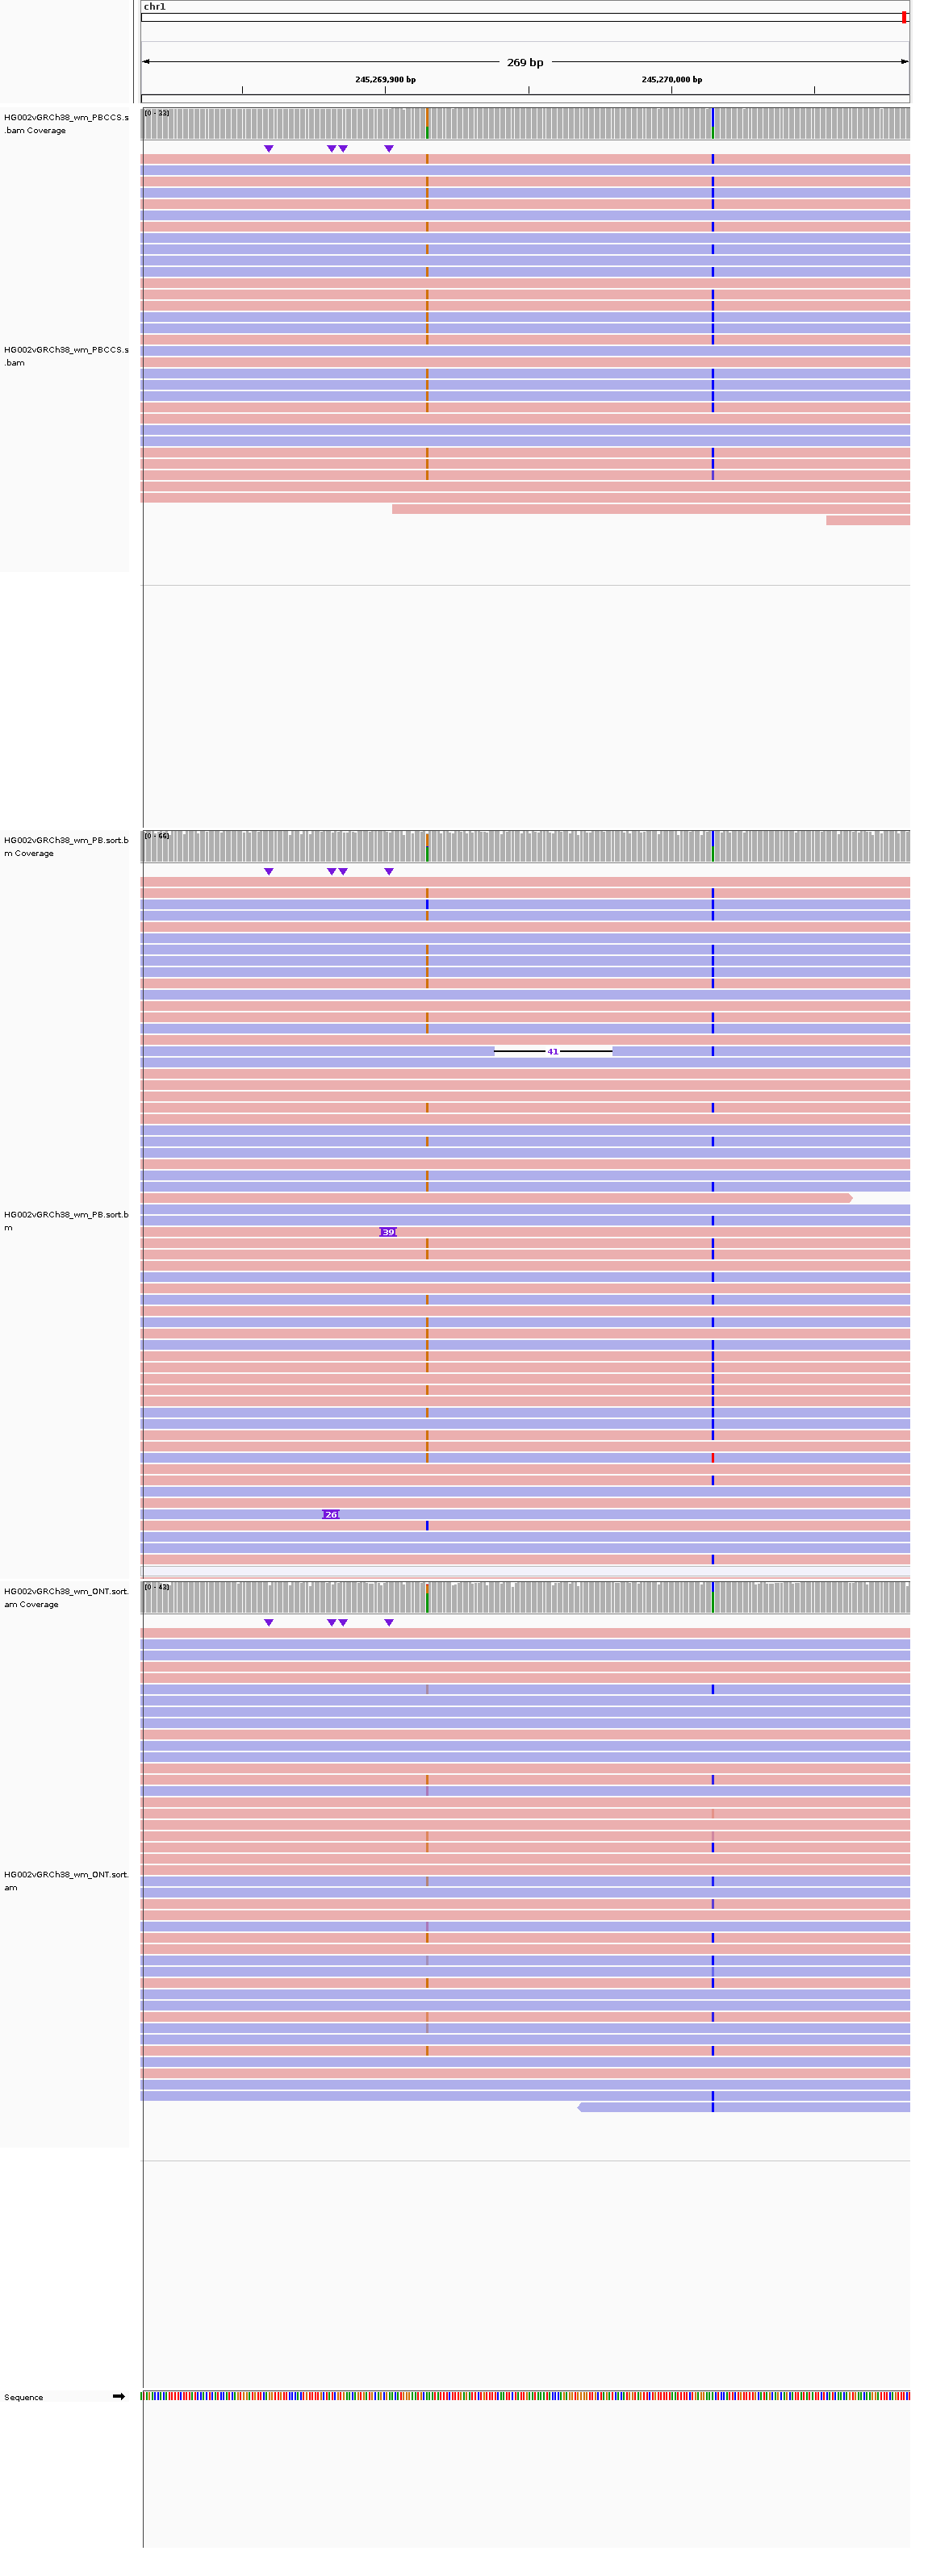 chr1
269 bp
245,269,900 bp
245,270,000 bp
HG002vGRCh38_wm_PBCCS.s
.bam Coverage
[0 - 33]
HG002vGRCh38_wm_PBCCS.s
.bam
HG002vGRCh38_wm_PB.sort.b
m Coverage
[0 - 66]
41
HG002vGRCh38_wm_PB.sort.b
m
39
26
HG002vGRCh38_wm_ONT.sort.
am Coverage
[0 - 43]
HG002vGRCh38_wm_ONT.sort.
am
Sequence